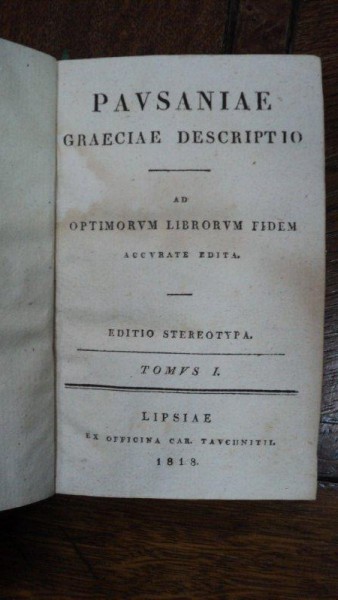 PAVSANIAE
GRAECIAE DESCRIPTIO
AD
OPTIMORVM LIBRORVM FIDEM
ACCVRATE EDITA.
EDITIO STEREOTYPA.
TOMVS I.
LIPSIAE
EX OFFICINA CAR. TAVCHNITII.
1818.